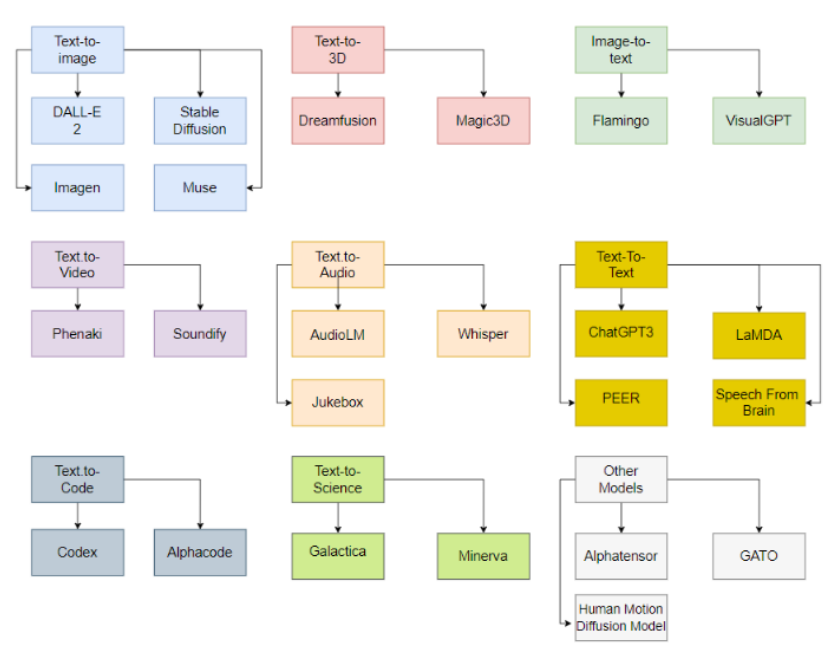 Text-to-
image
Text-to-
3D
Image-to-
text
DALL-E
2
Stable
Diffusion
Dreamfusion
Magic3D
Flamingo
VisualGPT
Imagen
Muse
Text.to-
Video
Text.to-
Audio
Text-To-
Text
Phenaki
Soundify
AudioLM
Whisper
ChatGPT3
LaMDA
Jukebox
PEER
Speech From
Brain
Text.to-
Code
Text-to-
Science
Other
Models
Codex
Alphacode
Galactica
Minerva
Alphatensor
GATO
Human Motion
Diffusion Model